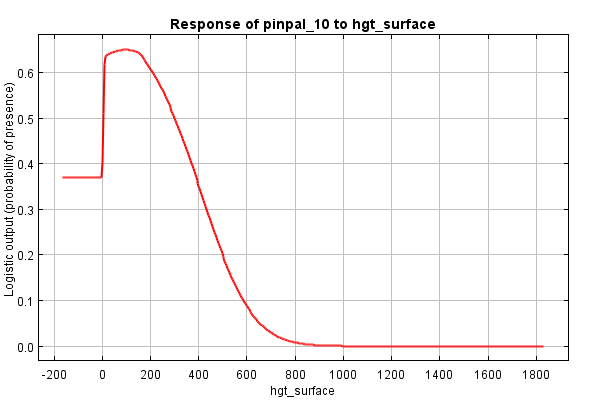 Response of pinpal_10 to hgt_surface
Logistic output (probability of presence)
0.6
0.5
0.4
0.3
0.2
0.1
0.0
-200 0 200 400 600 800 1000 1200 1400 1600 1800
hgt_surface